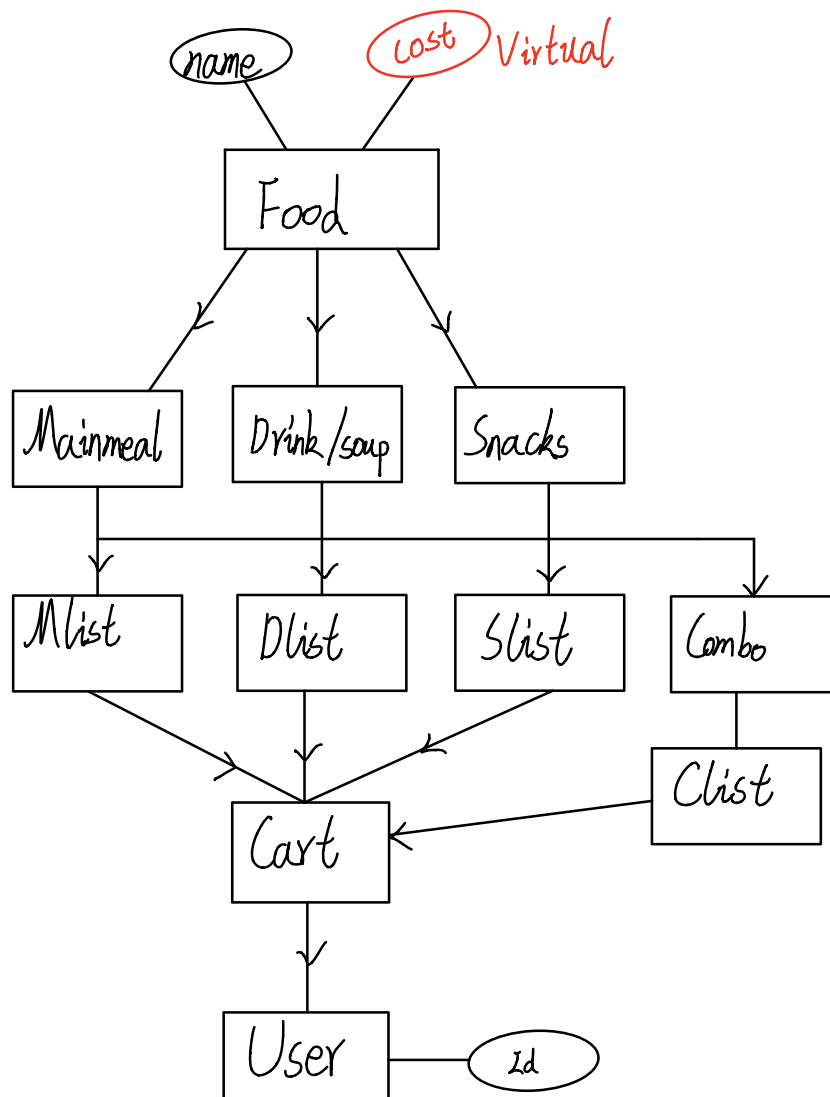 name
cost Virtual
Food
Mainmeal
Drink/soup
Snacks
Mlist
Dlist
Slist
Combo
Clist
Cart
User
Id